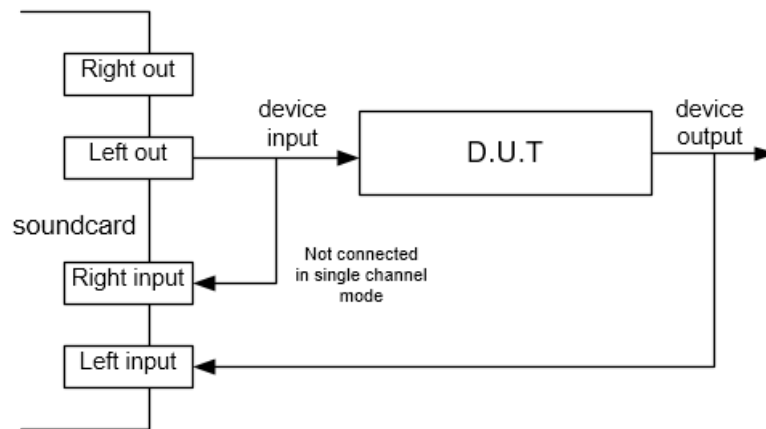 Right out
device
input
device
output
Left out
D.U.T
soundcard
Not connected
in single channel
mode
Right input
Left input